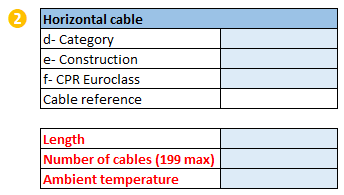 2 Horizontal cable
d- Category
e- Construction
f- CPR Euroclass
Cable reference
Length
Number of cables (199 max)
Ambient temperature